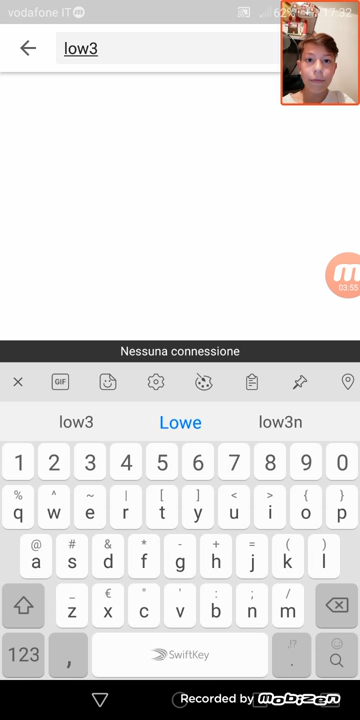 vodafone IT
62% 17:32
low3
03:55
Nessuna connessione
GIF
low3 Lowe low3n
1 2 3 4 5 6 7 8 9 0
% ^ ~ | [ ] < > { }
q w e r t y u i o p
@ # & * - + = ( )
a s d f g h j k l
_ € " ' : ; /
z x c v b n m
123 , SwiftKey .!? .
Recorded by MOBIZEN